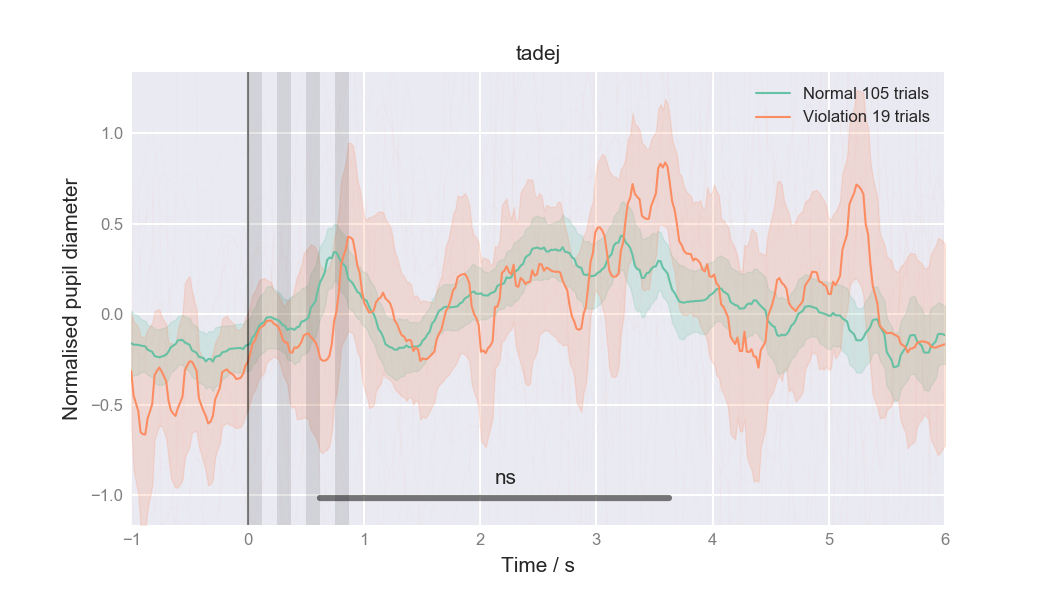 tadej
Normal 105 trials
Violation 19 trials
Normalised pupil diameter
1.0
0.5
0.0
−0.5
−1.0
ns
−1 0 1 2 3 4 5 6
Time / s